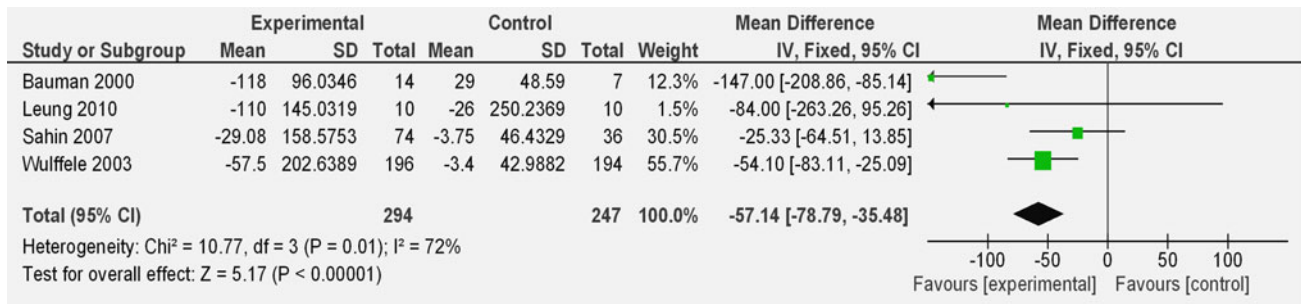 Experimental Control Mean Difference Mean Difference
Study or Subgroup Mean SD Total Mean SD Total Weight IV, Fixed, 95% CI IV, Fixed, 95% CI
Bauman 2000 -118 96.0346 14 29 48.59 7 12.3% -147.00 [-208.86, -85.14]
Leung 2010 -110 145.0319 10 -26 250.2369 10 1.5% -84.00 [-263.26, 95.26]
Sahin 2007 -29.08 158.5753 74 -3.75 46.4329 36 30.5% -25.33 [-64.51, 13.85]
Wulffele 2003 -57.5 202.6389 196 -3.4 42.9882 194 55.7% -54.10 [-83.11, -25.09]
Total (95% CI) 294 247 100.0% -57.14 [-78.79, -35.48]
Heterogeneity: Chi² = 10.77, df = 3 (P = 0.01); I² = 72%
Test for overall effect: Z = 5.17 (P < 0.00001)
-100 -50 0 50 100
Favours [experimental] Favours [control]